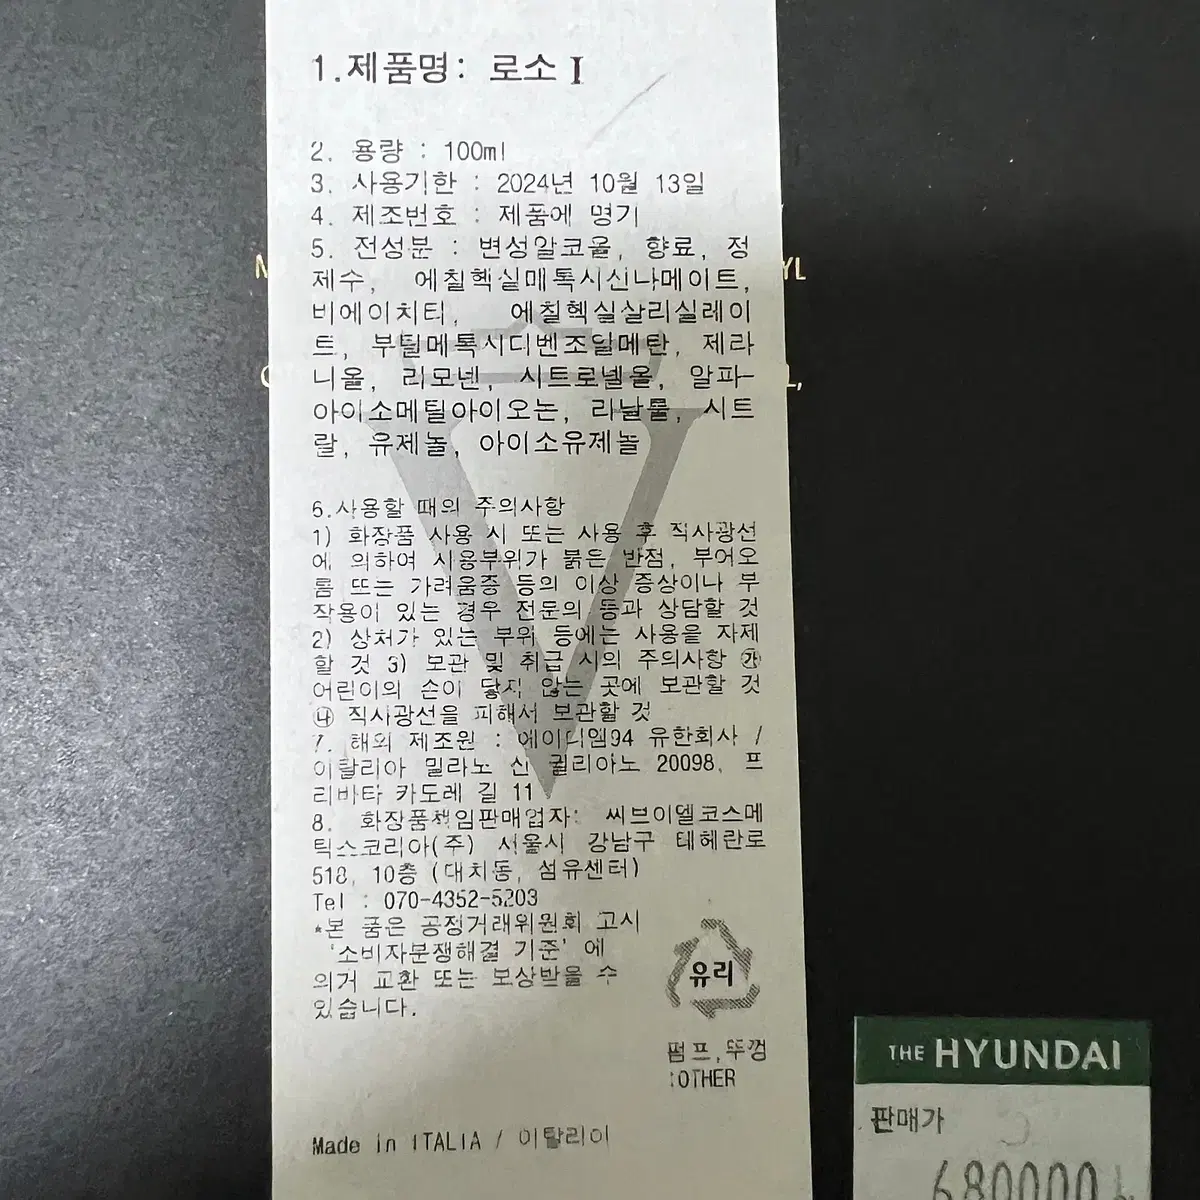 1.제품명: 로소 I
2. 용량 : 100ml
3. 사용기한 : 2024년 10월 13일
4. 제조번호 : 제품에 명기
5. 전성분 : 변성알코올, 향료, 정
제수, 에칠헥실메톡시신나메이트,
비에이치티, 에칠헥실살리실레이
트, 부틸메톡시디벤조일메탄, 제라
니올, 리모넨, 시트로넬올, 알파-
아이소메틸아이오논, 리날룰, 시트
랄, 유제놀, 아이소유제놀
6.사용할 때의 주의사항
1) 화장품 사용 시 또는 사용 후 직사광선
에 의하여 시용부위가 붉은 반점, 부어오
름 또는 가려움증 등의 이상 증상이나 부
작용이 있는 경우 전문의 등과 상담할 것
2) 상처가 있는 부위 등에는 사용을 자제
할 것 3) 보관 및 취급 시의 주의사항 ㉮
어린이의 손이 닿지 않는 곳에 보관할 것
㉯ 직사광선을 피해서 보관할 것
7. 해외 제조원 : 에이디엠94 유한회사 /
이탈리아 밀라노 신 귈리아노 20098, 프
리바타 카도레 길 11
8. 화장품책임판매업자: 씨브이엘코스메
틱스코리아(주) 서울시 강남구 테헤란로
518, 10층 (대치동, 섬유센터)
Tel : 070-4352-5203
*본 품은 공정거래위원회 고시
'소비자분쟁해결 기준' 에
의거 교환 또는 보상받을 수
있습니다.
유리
펌프,뚜껑
:OTHER
Made in ITALIA / 이탈리아
THE HYUNDAI
판매가
680000